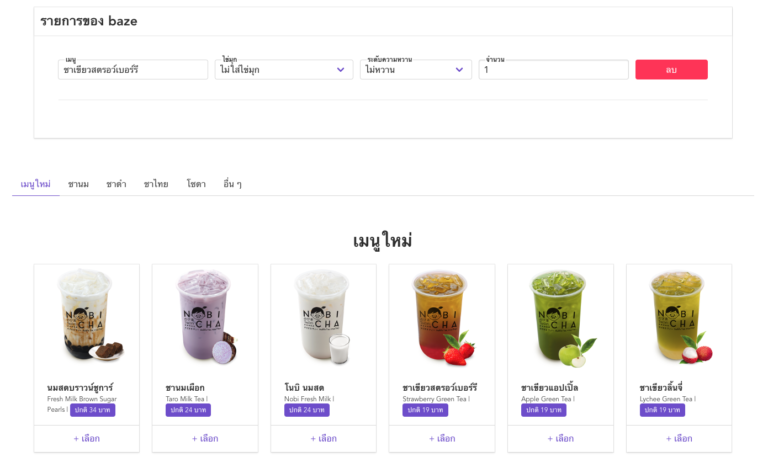 รายการของ baze
เมนู
ชาเขียวสตรอว์เบอร์รี
ไข่มุก
ไม่ใส่ไข่มุก
ระดับความหวาน
ไม่หวาน
จำนวน
1
ลบ
เมนูใหม่ ชานม ชาดำ ชาไทย โซดา อื่น ๆ
เมนูใหม่
NOBI
CHA
นมสดบราวน์ชูการ์
Fresh Milk Brown Sugar
Pearls | ปกติ 34 บาท
+ เลือก
NOBI
CHA
ชานมเผือก
Taro Milk Tea |
ปกติ 24 บาท
+ เลือก
NOBI
CHA
โนบิ นมสด
Nobi Fresh Milk |
ปกติ 24 บาท
+ เลือก
NOBI
CHA
ชาเขียวสตรอว์เบอร์รี
Strawberry Green Tea |
ปกติ 19 บาท
+ เลือก
NOBI
CHA
ชาเขียวแอปเปิ้ล
Apple Green Tea |
ปกติ 19 บาท
+ เลือก
NOBI
CHA
ชาเขียวลิ้นจี่
Lychee Green Tea |
ปกติ 19 บาท
+ เลือก